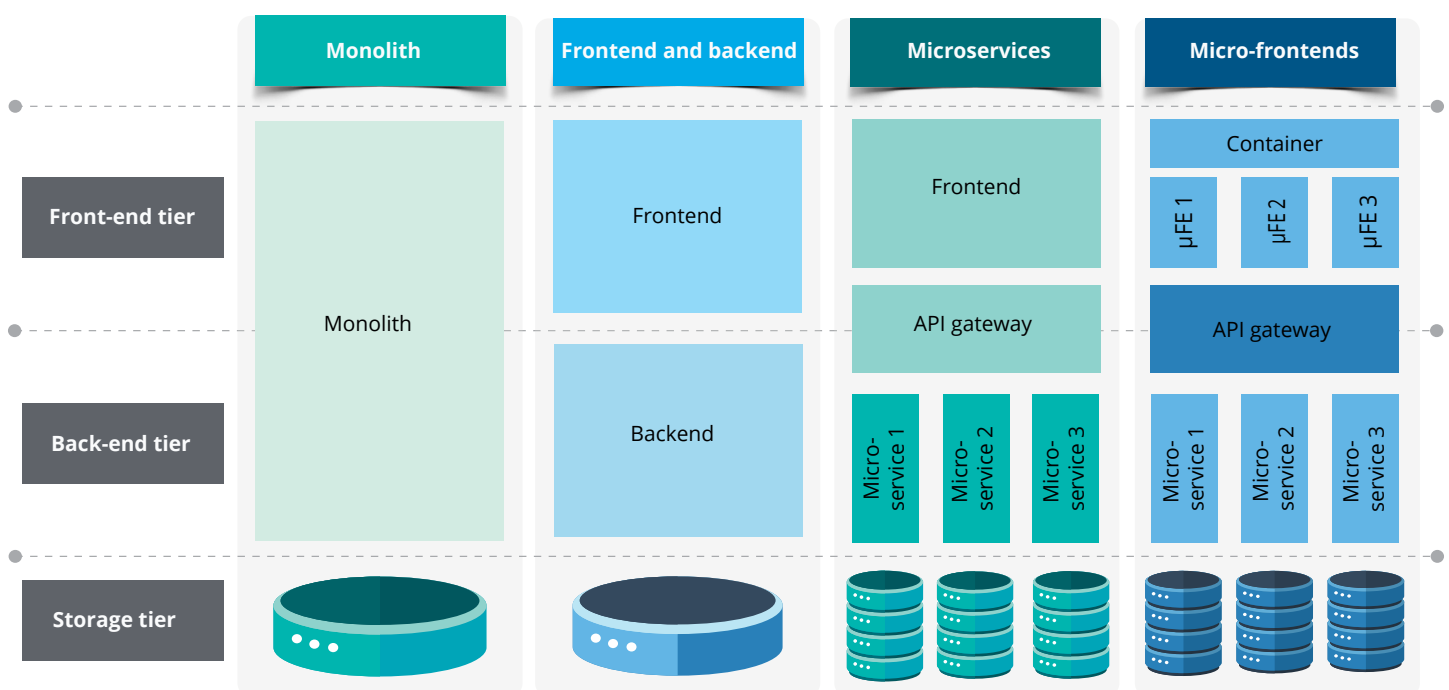 Monolith
Frontend and backend
Microservices
Micro-frontends
Front-end tier
Monolith
Frontend
Frontend
Container
µFE 1
µFE 2
µFE 3
API gateway
API gateway
Back-end tier
Backend
Micro-
service 1
Micro-
service 2
Micro-
service 3
Micro-
service 1
Micro-
service 2
Micro-
service 3
Storage tier